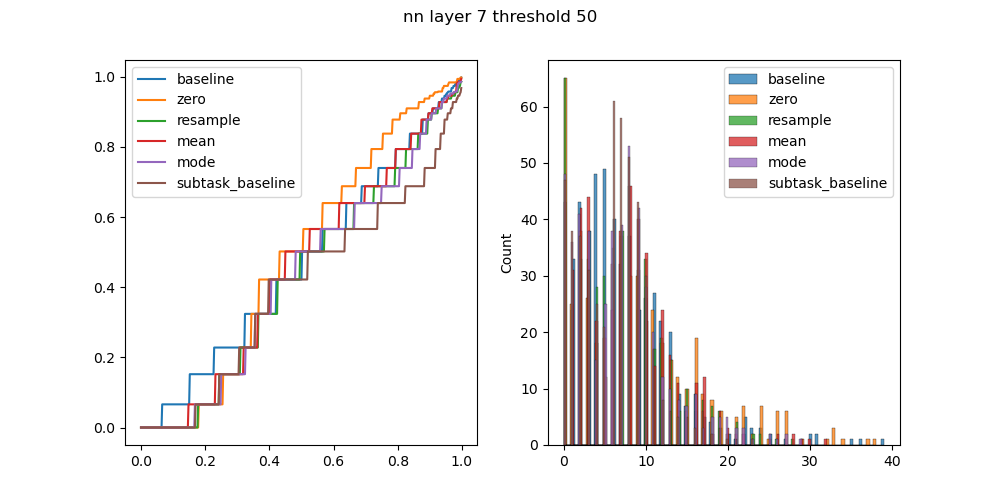 nn layer 7 threshold 50
baseline
zero
resample
mean
mode
subtask_baseline
1.0
0.8
0.6
0.4
0.2
0.0
0.0 0.2 0.4 0.6 0.8 1.0
baseline
zero
resample
mean
mode
subtask_baseline
Count
60
50
40
30
20
10
0
0 10 20 30 40